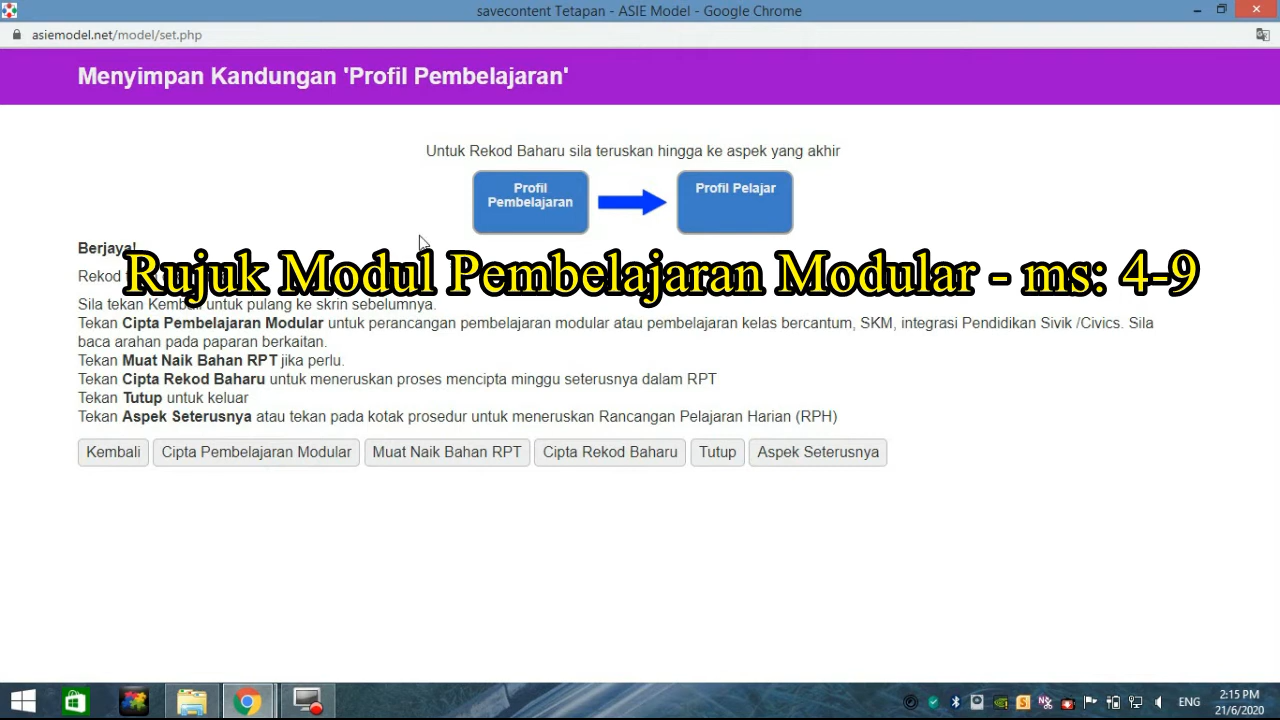 savecontent Tetapan - ASIE Model - Google Chrome
asiemodel.net/model/set.php
Menyimpan Kandungan 'Profil Pembelajaran'
Untuk Rekod Baharu sila teruskan hingga ke aspek yang akhir
Profil
Pembelajaran
Profil Pelajar
Berjaya!
Rekod
Rujuk Modul Pembelajaran Modular - ms: 4-9
Sila tekan Kembali untuk pulang ke skrin sebelumnya.
Tekan Cipta Pembelajaran Modular untuk perancangan pembelajaran modular atau pembelajaran kelas bercantum, SKM, integrasi Pendidikan Sivik /Civics. Sila
baca arahan pada paparan berkaitan.
Tekan Muat Naik Bahan RPT jika perlu.
Tekan Cipta Rekod Baharu untuk meneruskan proses mencipta minggu seterusnya dalam RPT
Tekan Tutup untuk keluar
Tekan Aspek Seterusnya atau tekan pada kotak prosedur untuk meneruskan Rancangan Pelajaran Harian (RPH)
Kembali Cipta Pembelajaran Modular Muat Naik Bahan RPT Cipta Rekod Baharu Tutup Aspek Seterusnya
ENG
2:15 PM
21/6/2020